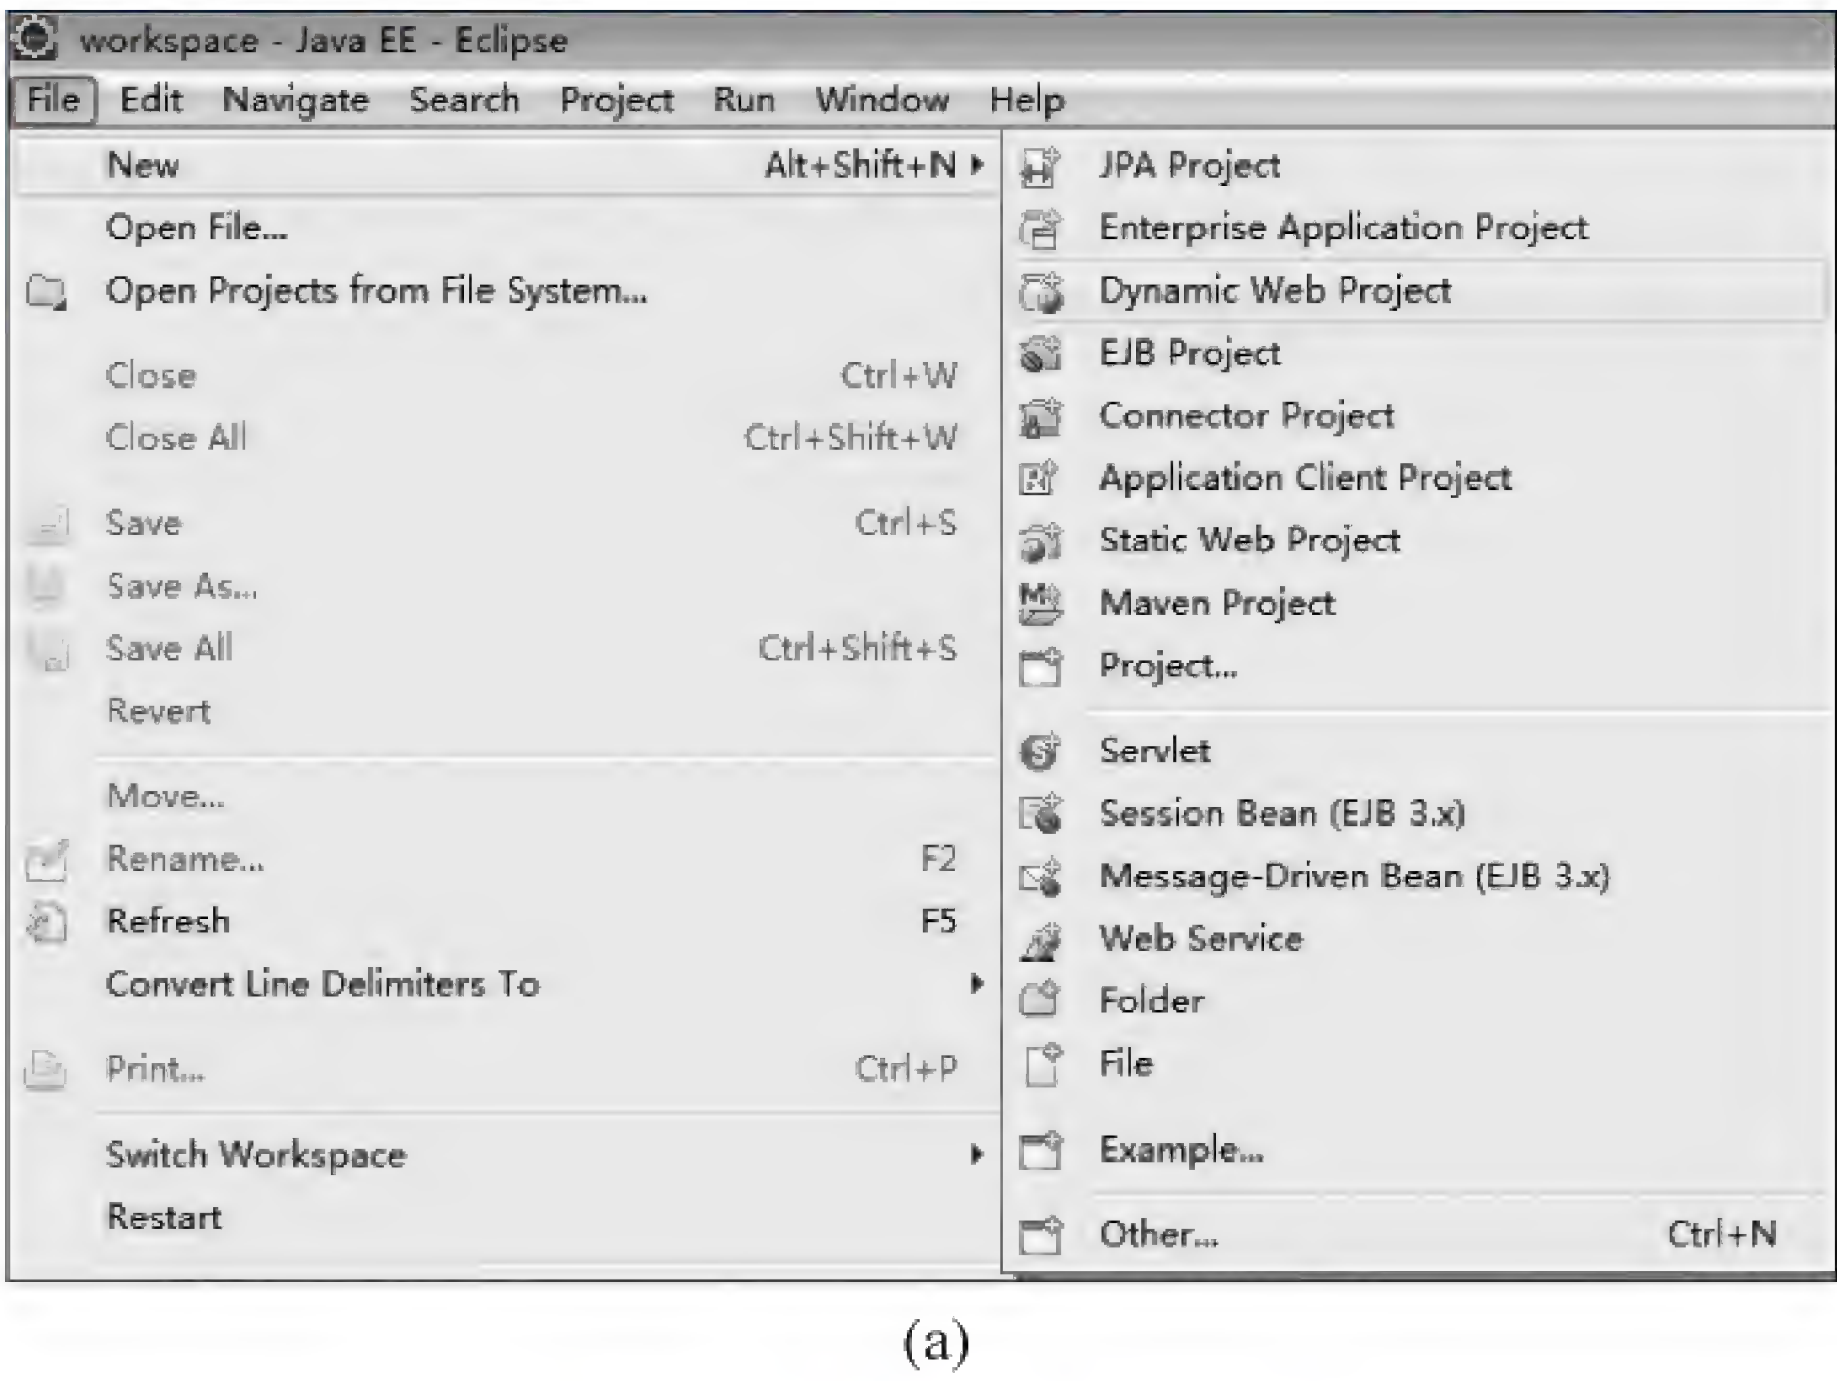 workspace - Java EE - Eclipse
File Edit Navigate Search Project Run Window Help
New Alt+Shift+N
Open File...
Open Projects from File System...
Close Ctrl+W
Close All Ctrl+Shift+W
Save Ctrl+S
Save As...
Save All Ctrl+Shift+S
Revert
Move...
Rename... F2
Refresh F5
Convert Line Delimiters To
Print... Ctrl+P
Switch Workspace
Restart
JPA Project
Enterprise Application Project
Dynamic Web Project
EJB Project
Connector Project
Application Client Project
Static Web Project
Maven Project
Project...
Servlet
Session Bean (EJB 3.x)
Message-Driven Bean (EJB 3.x)
Web Service
Folder
File
Example...
Other... Ctrl+N
(a)